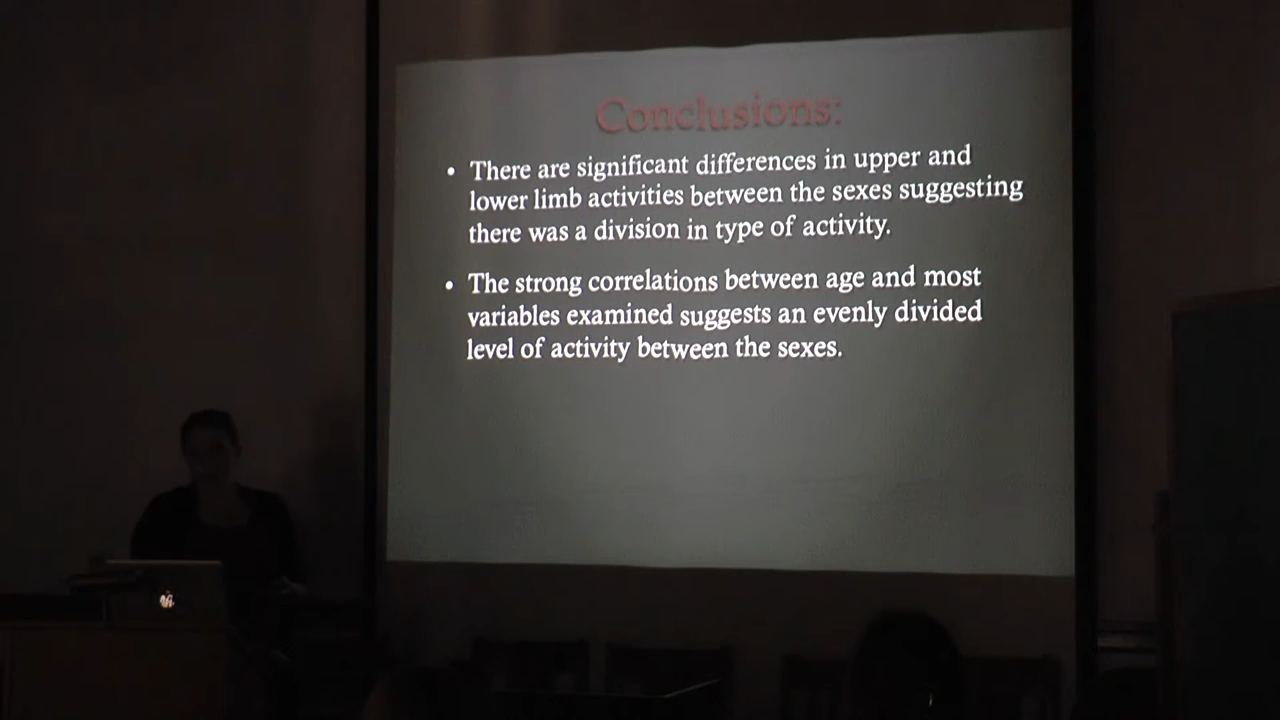 Conclusions:
• There are significant differences in upper and
lower limb activities between the sexes suggesting
there was a division in type of activity.
• The strong correlations between age and most
variables examined suggests an evenly divided
level of activity between the sexes.